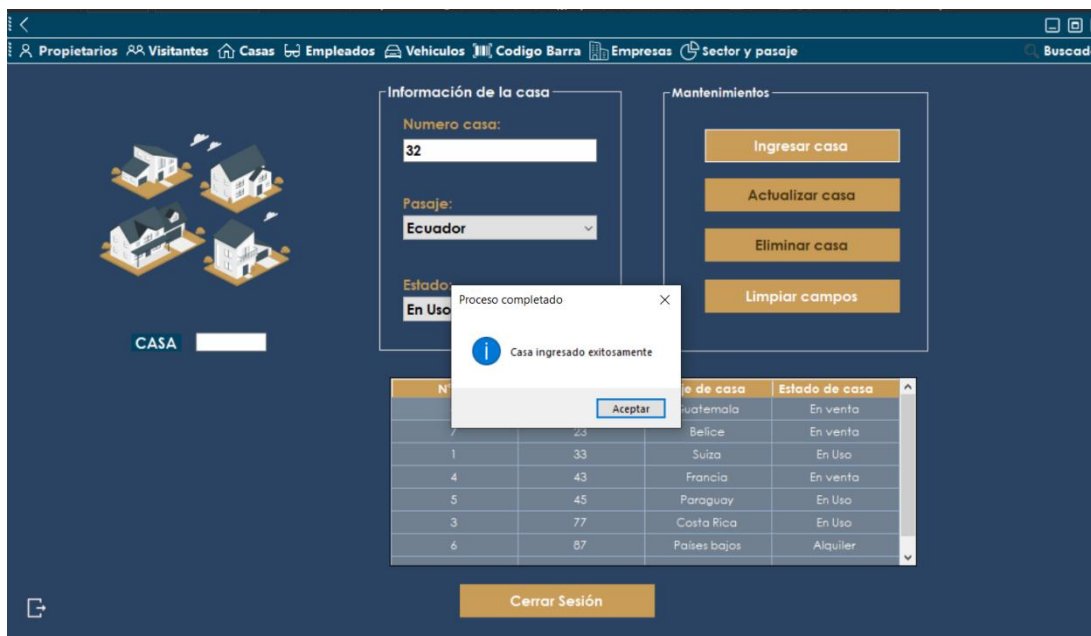 Propietarios Visitantes Casas Empleados Vehiculos Codigo Barra Empresas Sector y pasaje
Información de la casa
Numero casa:
32
Pasaje:
Ecuador
Estado:
En Uso
Mantenimientos
Ingresar casa
Actualizar casa
Eliminar casa
Limpiar campos
CASA
Proceso completado
Casa ingresado exitosamente
Aceptar
de casa Estado de casa
En venta
7 23 Belice En venta
1 33 Suiza En Uso
4 43 Francia En venta
5 45 Paraguay En Uso
3 77 Costa Rica En Uso
6 87 Países bajos Alquiler
Cerrar Sesión